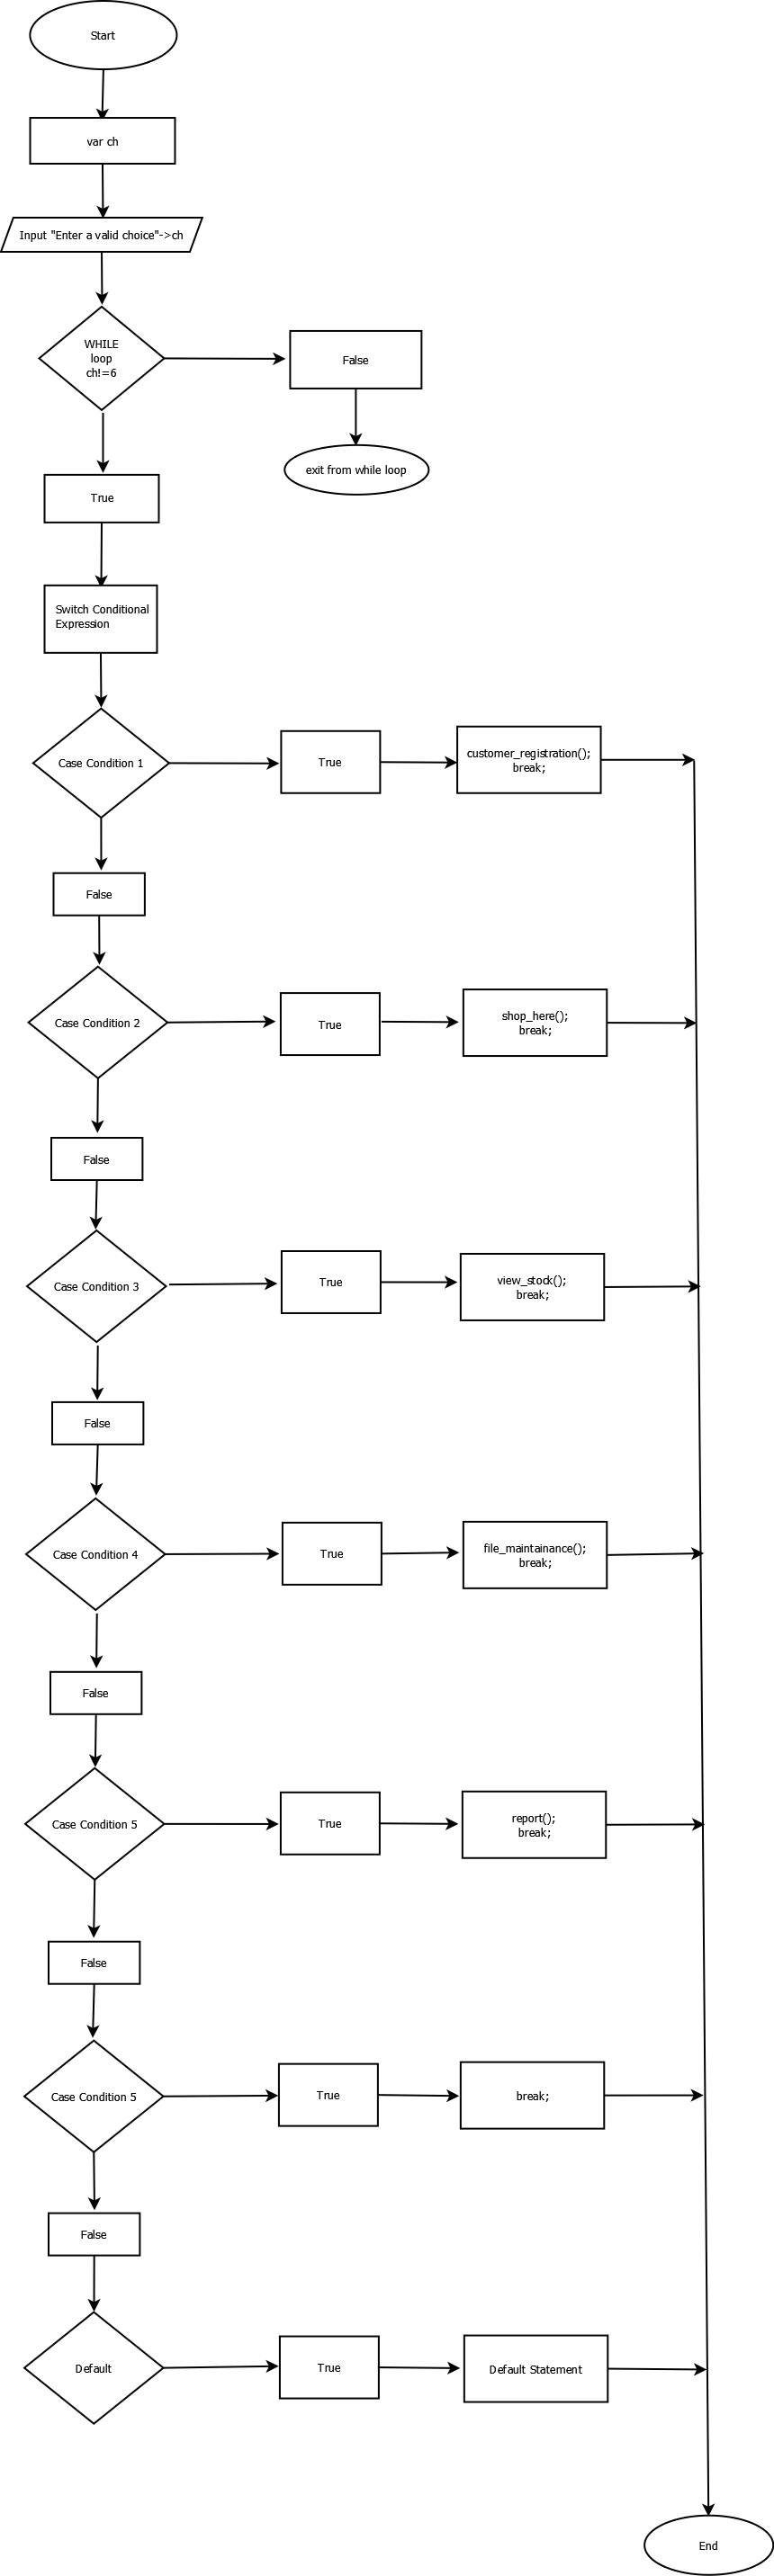 Start
var ch
Input "Enter a valid choice"->ch
WHILE
loop
ch!=6
False
exit from while loop
True
Switch Conditional
Expression
Case Condition 1
True
customer_registration();
break;
False
Case Condition 2
True
shop_here();
break;
False
Case Condition 3
True
view_stock();
break;
False
Case Condition 4
True
file_maintainance();
break;
False
Case Condition 5
True
report();
break;
False
Case Condition 5
True
break;
False
Default
True
Default Statement
End